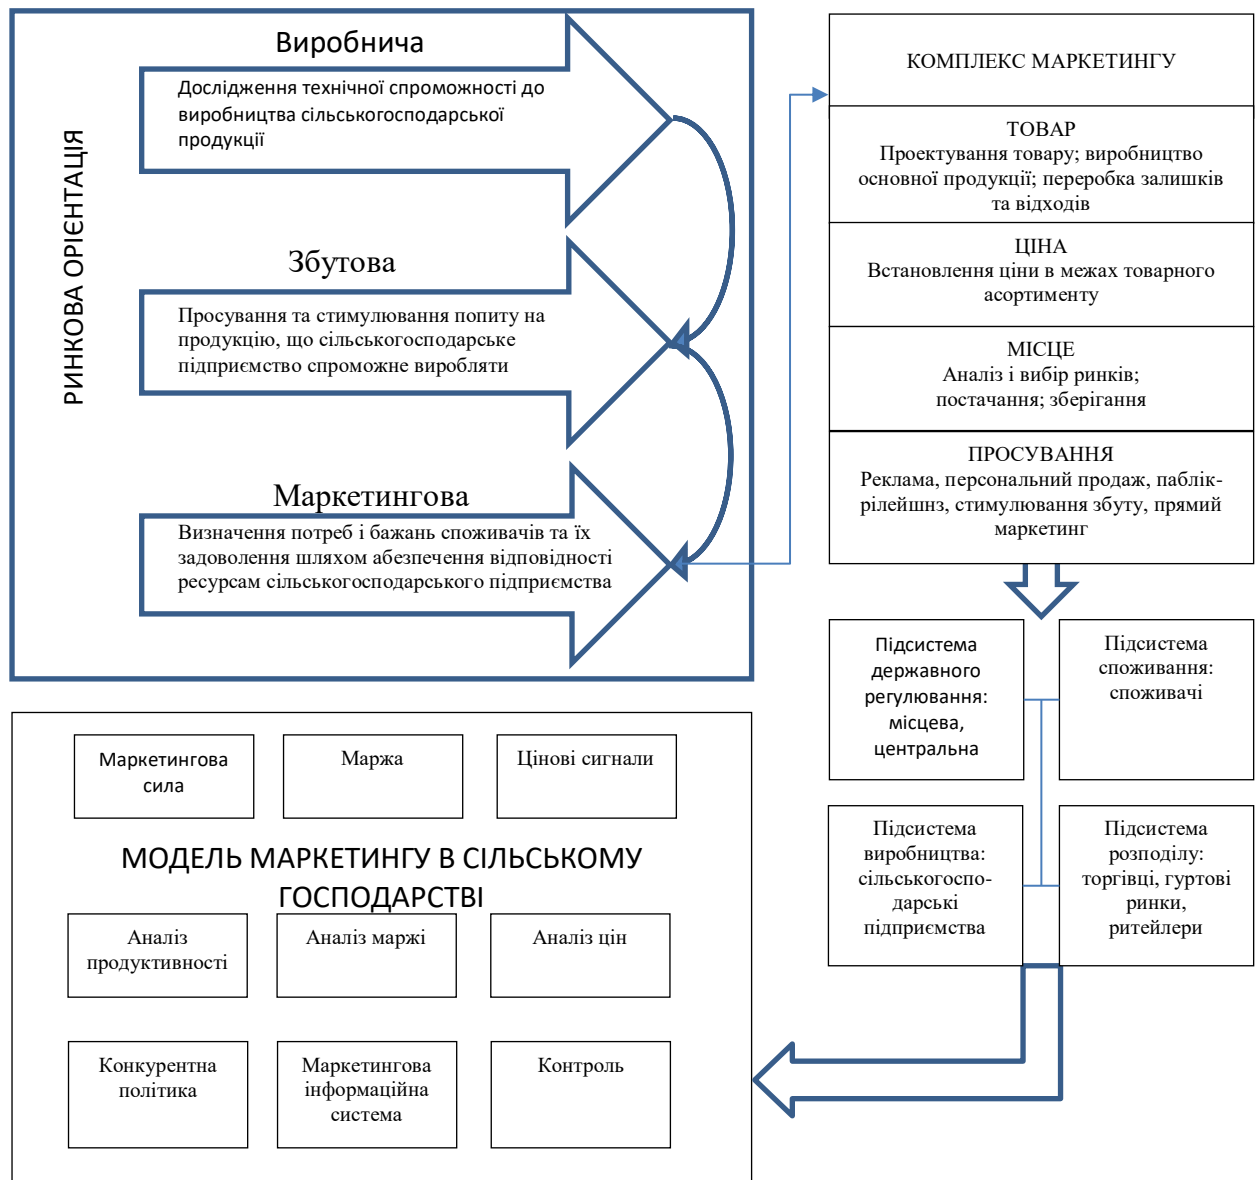 РИНКОВА ОРІЄНТАЦІЯ
Виробнича
Дослідження технічної спроможності до
виробництва сільськогосподарської
продукції
Збутова
Просування та стимулювання попиту на
продукцію, що сільськогосподарське
підприємство спроможне виробляти
Маркетингова
Визначення потреб і бажань споживачів та їх
задоволення шляхом абезпечення відповідності
ресурсам сільськогосподарського підприємства
КОМПЛЕКС МАРКЕТИНГУ
ТОВАР
Проектування товару; виробництво
основної продукції; переробка залишків
та відходів
ЦІНА
Встановлення ціни в межах товарного
асортименту
МІСЦЕ
Аналіз і вибір ринків;
постачання; зберігання
ПРОСУВАННЯ
Реклама, персональний продаж, паблік-
рілейшнз, стимулювання збуту, прямий
маркетинг
Підсистема
державного
регулювання:
місцева,
центральна
Підсистема
споживання:
споживачі
Підсистема
виробництва:
сільськогоспо-
дарські
підприємства
Підсистема
розподілу:
торгівці, гуртові
ринки,
ритейлери
Маркетингова
сила
Маржа
Цінові сигнали
МОДЕЛЬ МАРКЕТИНГУ В СІЛЬСЬКОМУ
ГОСПОДАРСТВІ
Аналіз
продуктивності
Аналіз маржі
Аналіз цін
Конкурентна
політика
Маркетингова
інформаційна
система
Контроль